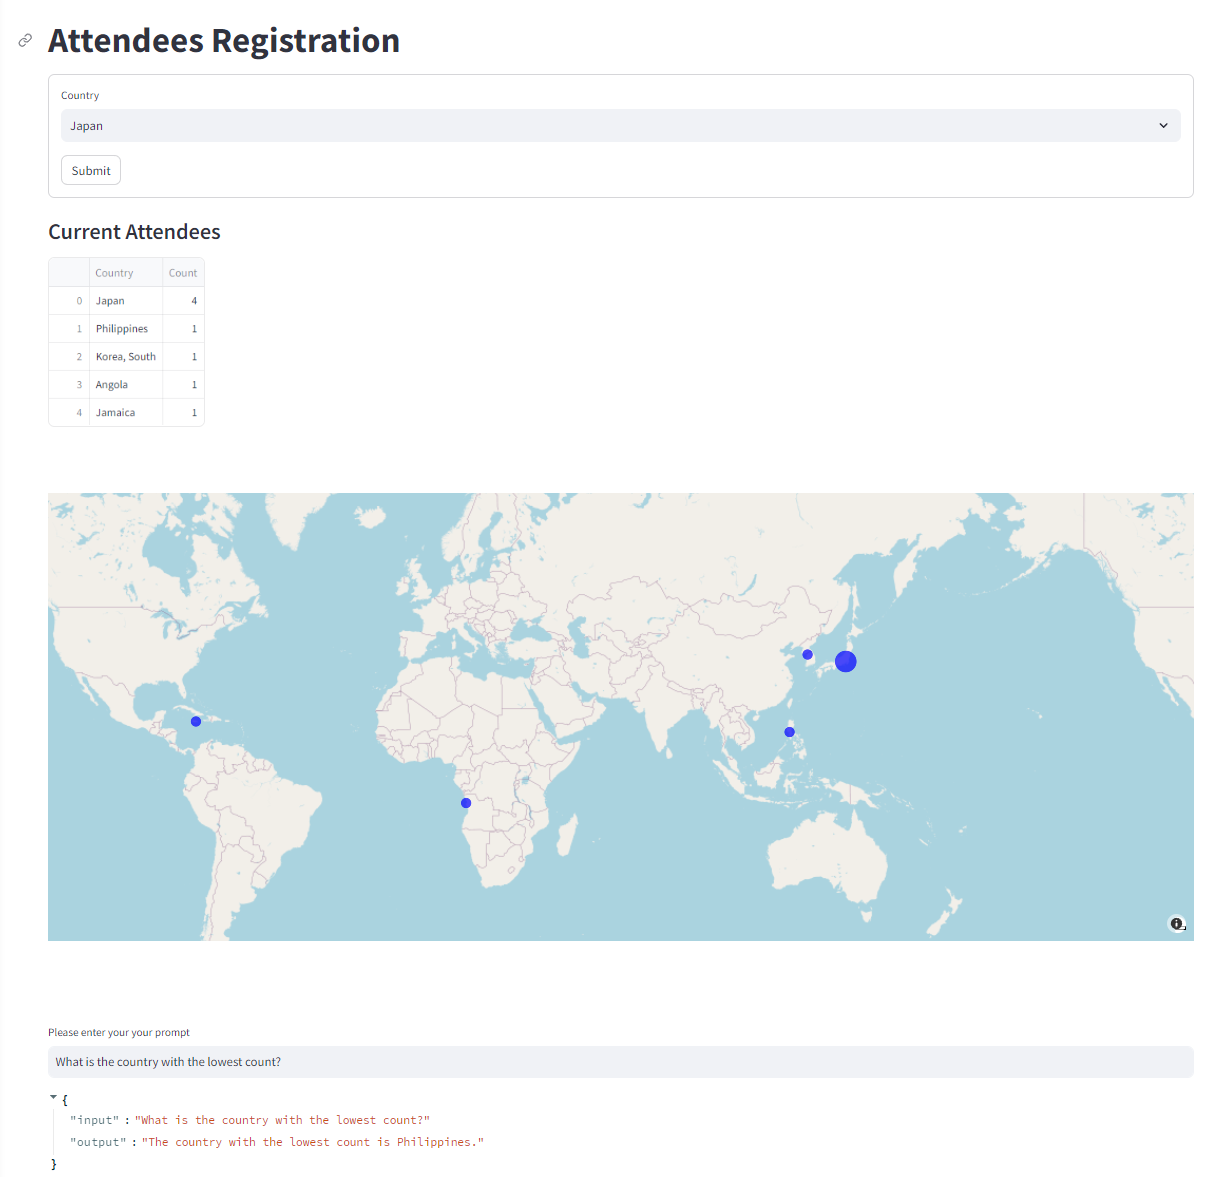 Attendees Registration
Country
Japan
Submit
Current Attendees
Country Count
0 Japan 4
1 Philippines 1
2 Korea, South 1
3 Angola 1
4 Jamaica 1
Please enter your your prompt
What is the country with the lowest count?
{
"input" : "What is the country with the lowest count?"
"output" : "The country with the lowest count is Philippines."
}